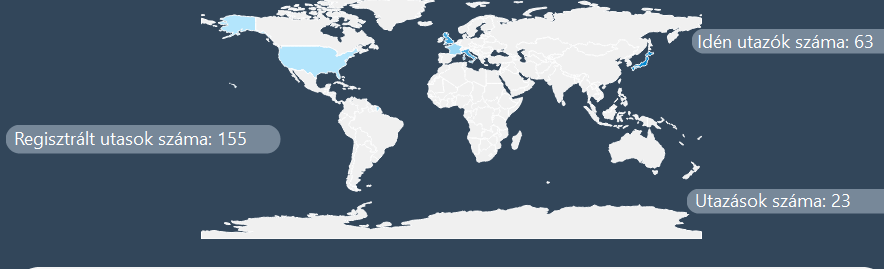 Idén utazók száma: 63
Regisztrált utasok száma: 155
Utazások száma: 23